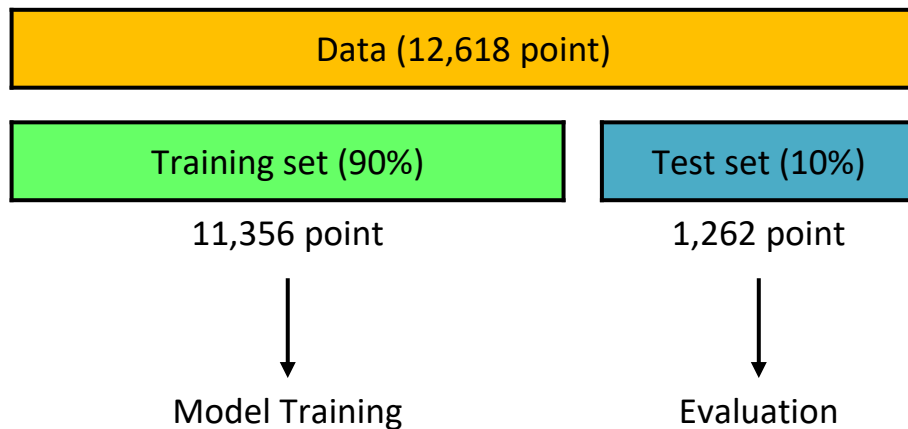 Data (12,618 point)
Training set (90%)
Test set (10%)
11,356 point
1,262 point
Model Training
Evaluation